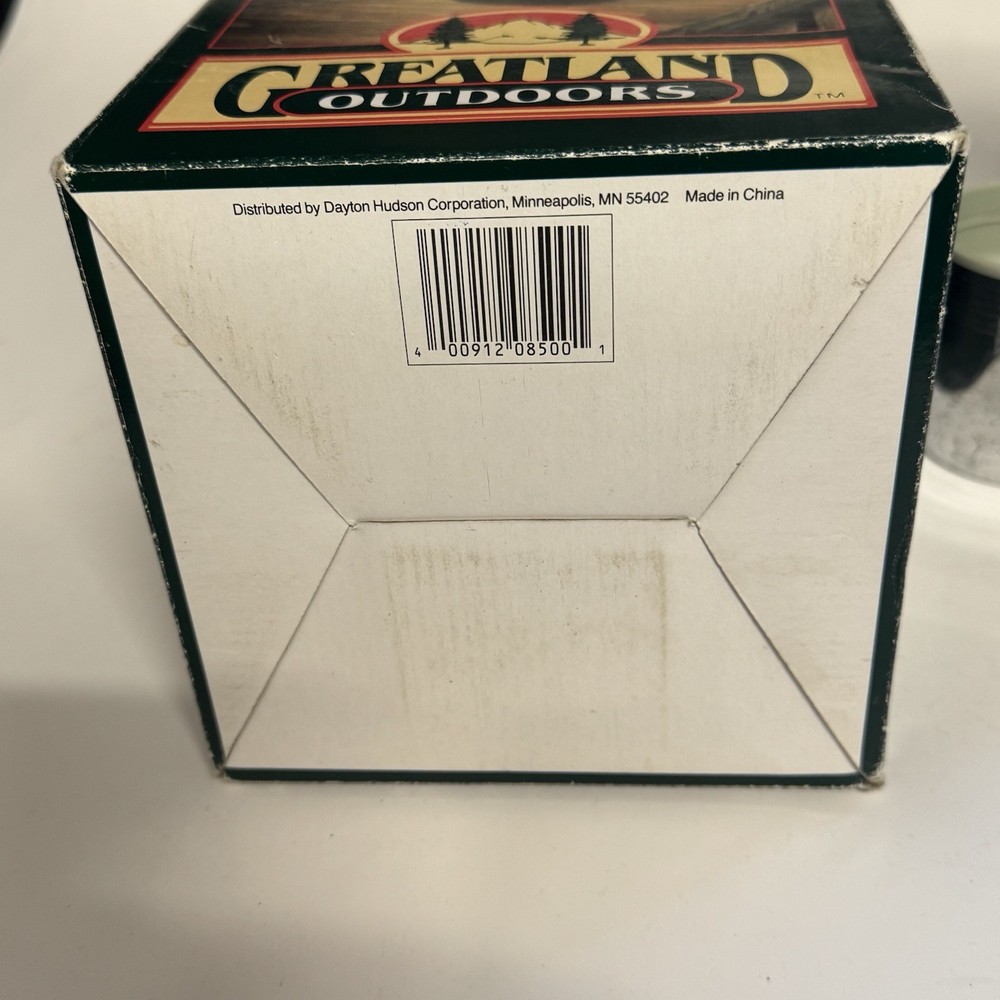 GREATLAND
OUTDOORS
TM
Distributed by Dayton Hudson Corporation, Minneapolis, MN 55402 Made in China
4 00912 08500 1